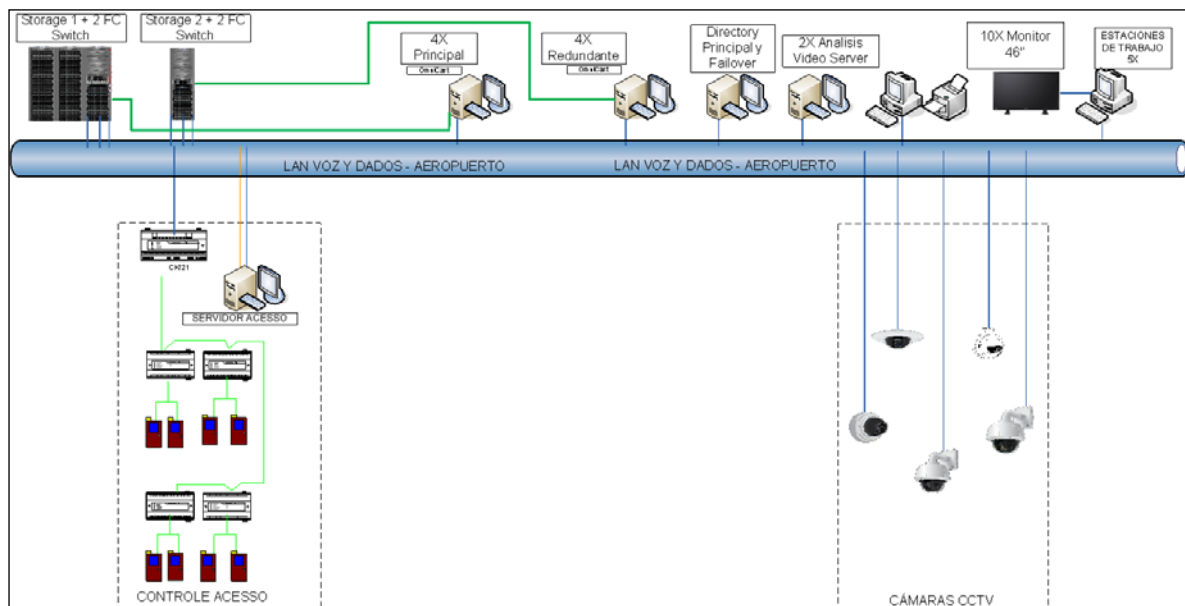 Storage 1 + 2 FC
Switch
Storage 2 + 2 FC
Switch
4X
Principal
4X
Redundante
Directory
Principal y
Failover
2X Analisis
Video Server
10X Monitor
46"
ESTACIONES
DE TRABAJO
5X
LAN VOZ Y DADOS - AEROPUERTO
LAN VOZ Y DADOS - AEROPUERTO
SERVIDOR ACESSO
CONTROLE ACESSO
CÁMARAS CCTV